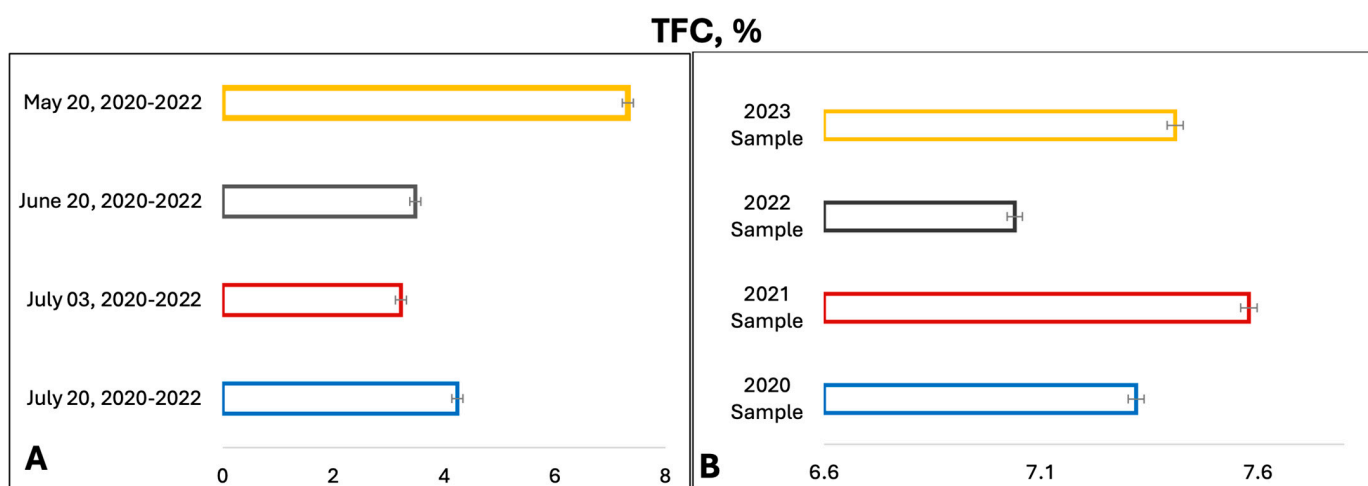 TFC, %
May 20, 2020-2022
June 20, 2020-2022
July 03, 2020-2022
July 20, 2020-2022
0 2 4 6 8
A
2023
Sample
2022
Sample
2021
Sample
2020
Sample
6.6 7.1 7.6
B